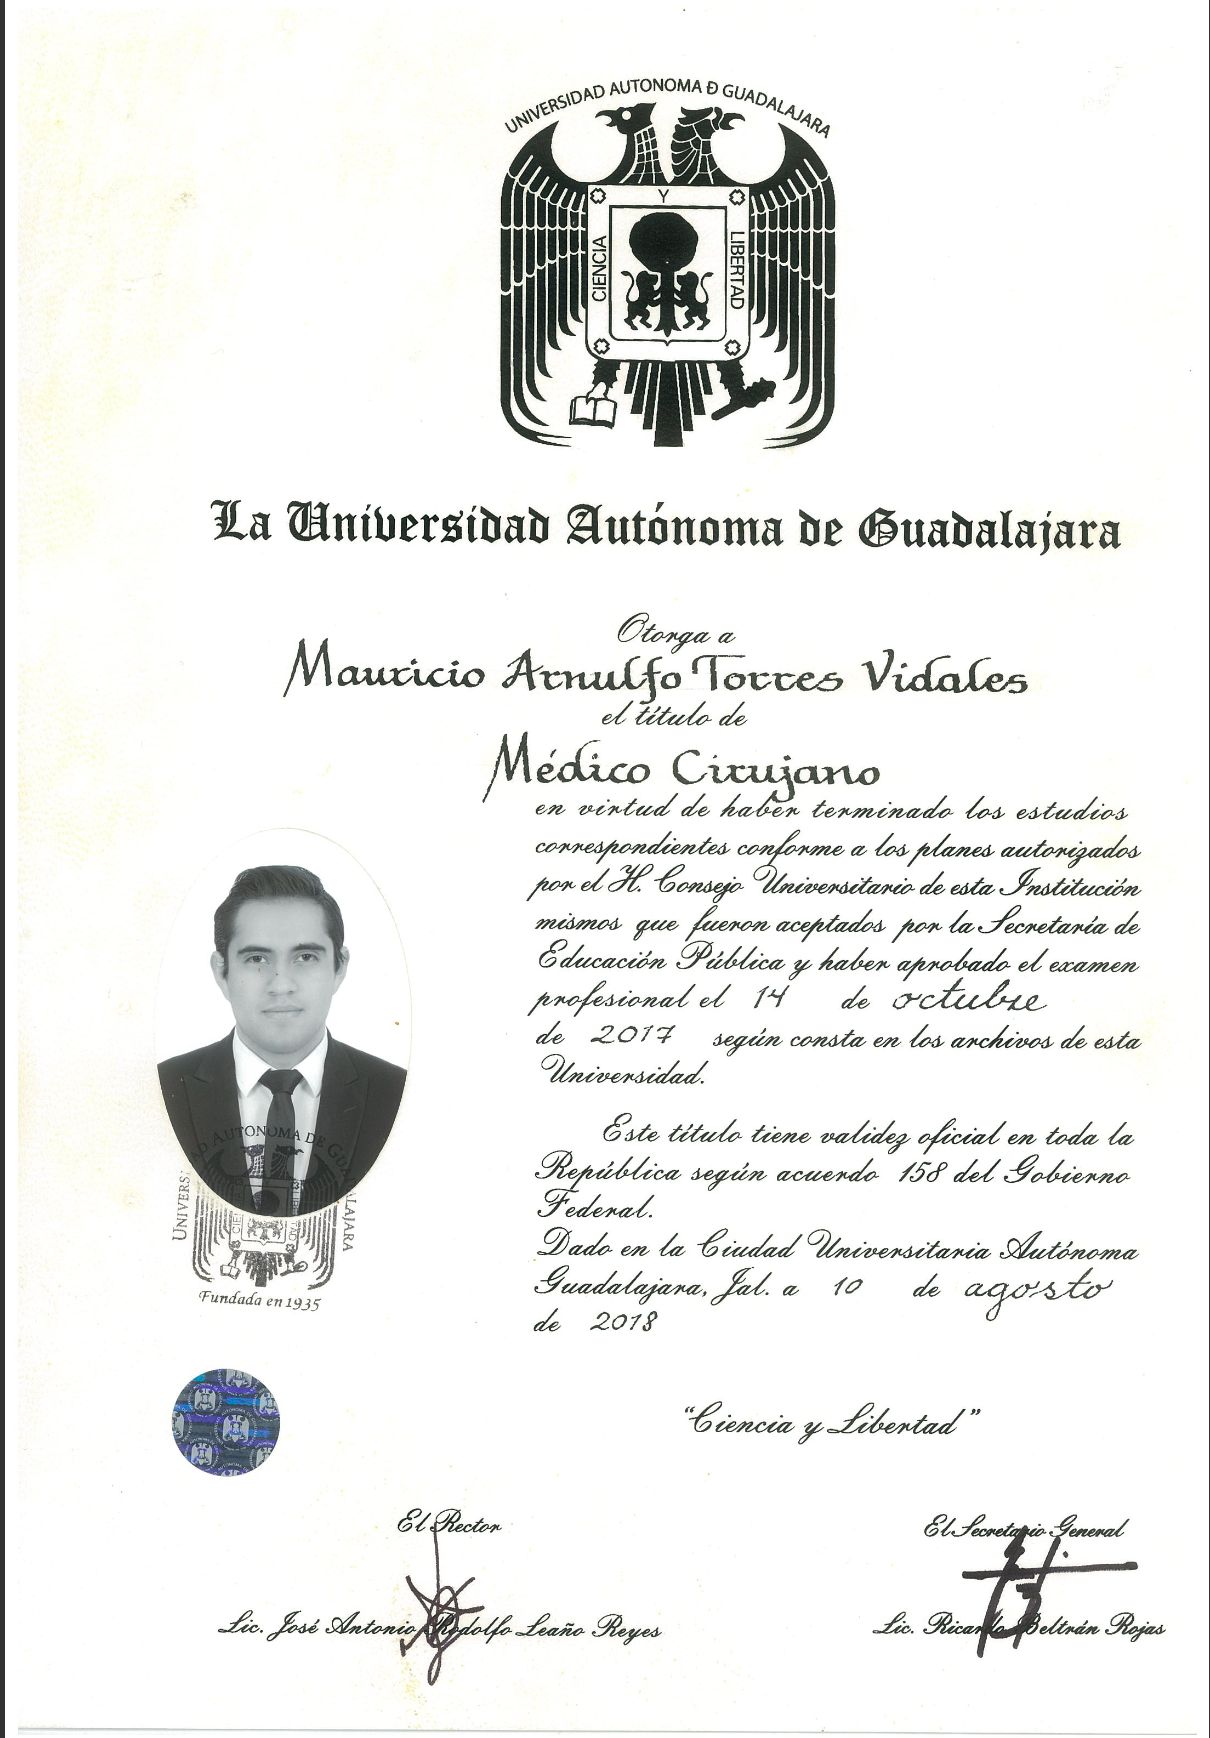 UNIVERSIDAD AUTONOMA Đ GUADALAJARA
Y
CIENCIA
LIBERTAD
La Universidad Autónoma de Guadalajara
Otorga a
Mauricio Arnulfo Torres Vidales
el título de
Médico Cirujano
en virtud de haber terminado los estudios
correspondientes conforme a los planes autorizados
por el H. Consejo Universitario de esta Institución
mismos que fueron aceptados por la Secretaría de
Educación Pública y haber aprobado el examen
profesional el 14 de octubre
de 2017 según consta en los archivos de esta
Universidad.
Este título tiene validez oficial en toda la
República según acuerdo 158 del Gobierno
Federal.
Dado en la Ciudad Universitaria Autónoma
Guadalajara, Jal. a 10 de agosto
de 2018
UNIVERS. D AUTONOMA DE GUADALAJARA
Fundada en 1935
"Ciencia y Libertad"
El Rector
El Secretario General
Lic. José Antonio Rodolfo Leaño Reyes
Lic. Ricardo Beltrán Rojas